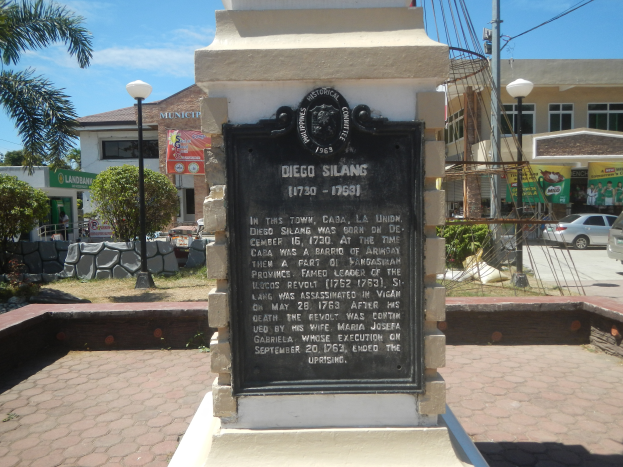 PHILIPPINES HISTORICAL COMMITTEE
1963
DIEGO SILANG
(1730 - 1763)
IN THIS TOWN, CABA, LA UNION,
DIEGO SILANG WAS BORN ON DE-
CEMBER 16, 1730. AT THE TIME
CABA WAS A BARRIO OF ARINGAY
THEN A PART OF PANGASINAN
PROVINCE. FAMED LEADER OF THE
ILOCOS REVOLT (1762-1763), SI-
LANG WAS ASSASSINATED IN VIGAN
ON MAY 28, 1763. AFTER HIS
DEATH THE REVOLT WAS CONTIN
UED BY HIS WIFE, MARIA JOSEFA
GABRIELA, WHOSE EXECUTION ON
SEPTEMBER 20, 1763, ENDED THE
UPRISING.
MUNICIP
LANDBANK